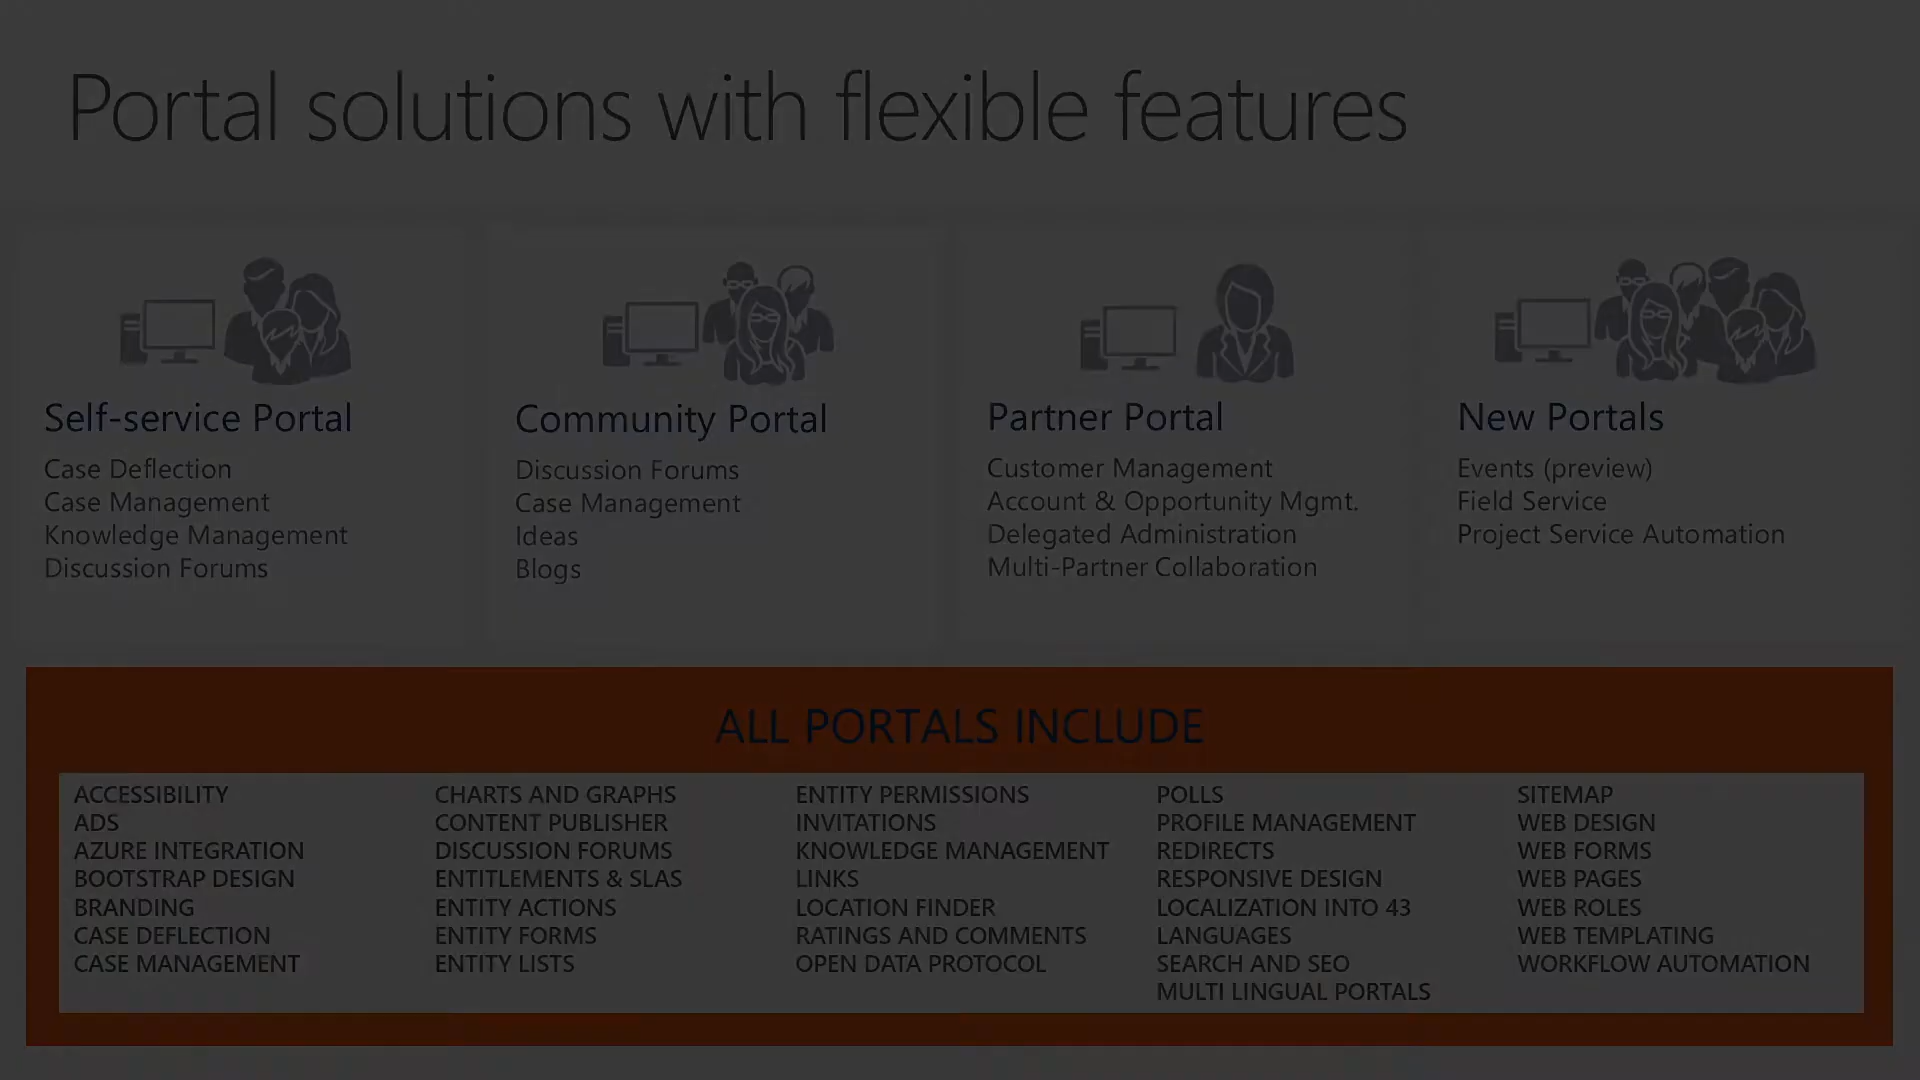 Portal solutions with flexible features
Self-service Portal
Case Deflection
Case Management
Knowledge Management
Discussion Forums
Community Portal
Discussion Forums
Case Management
Ideas
Blogs
Partner Portal
Customer Management
Account & Opportunity Mgmt.
Delegated Administration
Multi-Partner Collaboration
New Portals
Events (preview)
Field Service
Project Service Automation
ALL PORTALS INCLUDE
ACCESSIBILITY
ADS
AZURE INTEGRATION
BOOTSTRAP DESIGN
BRANDING
CASE DEFLECTION
CASE MANAGEMENT
CHARTS AND GRAPHS
CONTENT PUBLISHER
DISCUSSION FORUMS
ENTITLEMENTS & SLAS
ENTITY ACTIONS
ENTITY FORMS
ENTITY LISTS
ENTITY PERMISSIONS
INVITATIONS
KNOWLEDGE MANAGEMENT
LINKS
LOCATION FINDER
RATINGS AND COMMENTS
OPEN DATA PROTOCOL
POLLS
PROFILE MANAGEMENT
REDIRECTS
RESPONSIVE DESIGN
LOCALIZATION INTO 43
LANGUAGES
SEARCH AND SEO
MULTI LINGUAL PORTALS
SITEMAP
WEB DESIGN
WEB FORMS
WEB PAGES
WEB ROLES
WEB TEMPLATING
WORKFLOW AUTOMATION